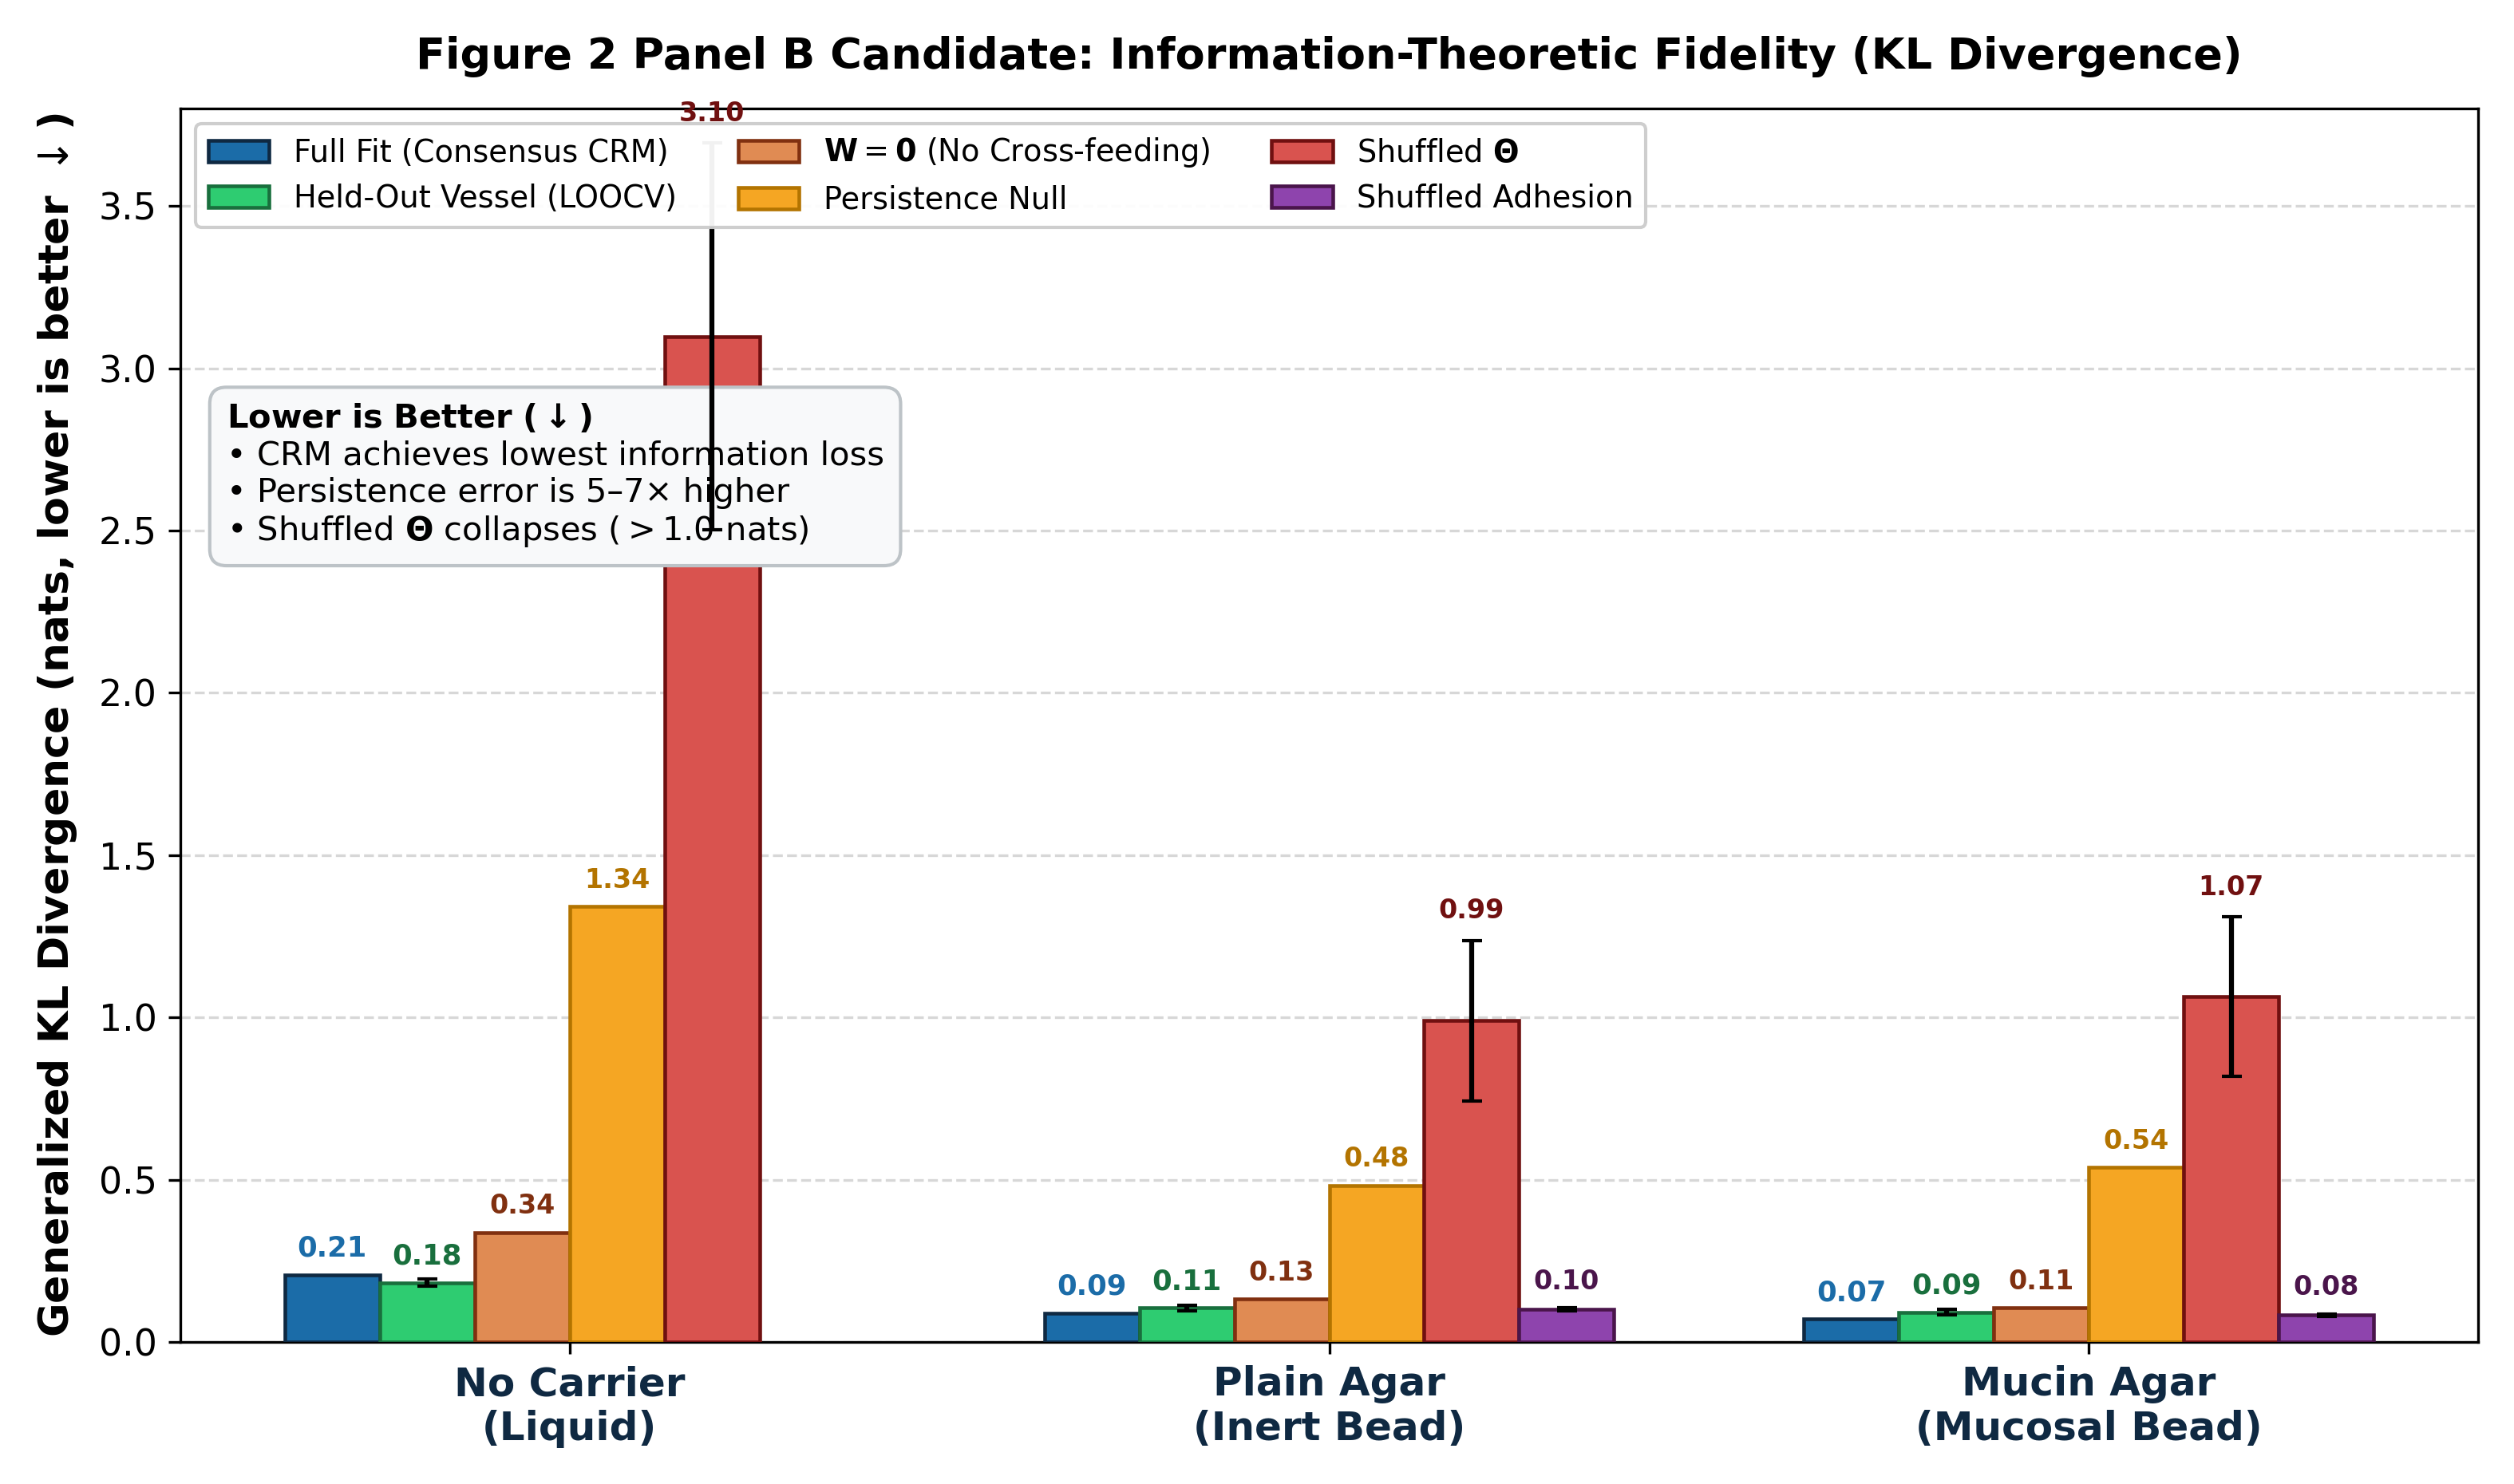 Figure 2 Panel B Candidate: Information-Theoretic Fidelity (KL Divergence)
Generalized KL Divergence (nats, lower is better ↓)
3.5
3.0
2.5
2.0
1.5
1.0
0.5
0.0
3.10
Full Fit (Consensus CRM)
Held-Out Vessel (LOOCV)
W = 0 (No Cross-feeding)
Persistence Null
Shuffled Θ
Shuffled Adhesion
Lower is Better (↓)
• CRM achieves lowest information loss
• Persistence error is 5–7× higher
• Shuffled Θ collapses (>1.0 nats)
0.21
0.18
0.34
1.34
0.09
0.11
0.13
0.48
0.99
0.10
0.07
0.09
0.11
0.54
1.07
0.08
No Carrier
(Liquid)
Plain Agar
(Inert Bead)
Mucin Agar
(Mucosal Bead)